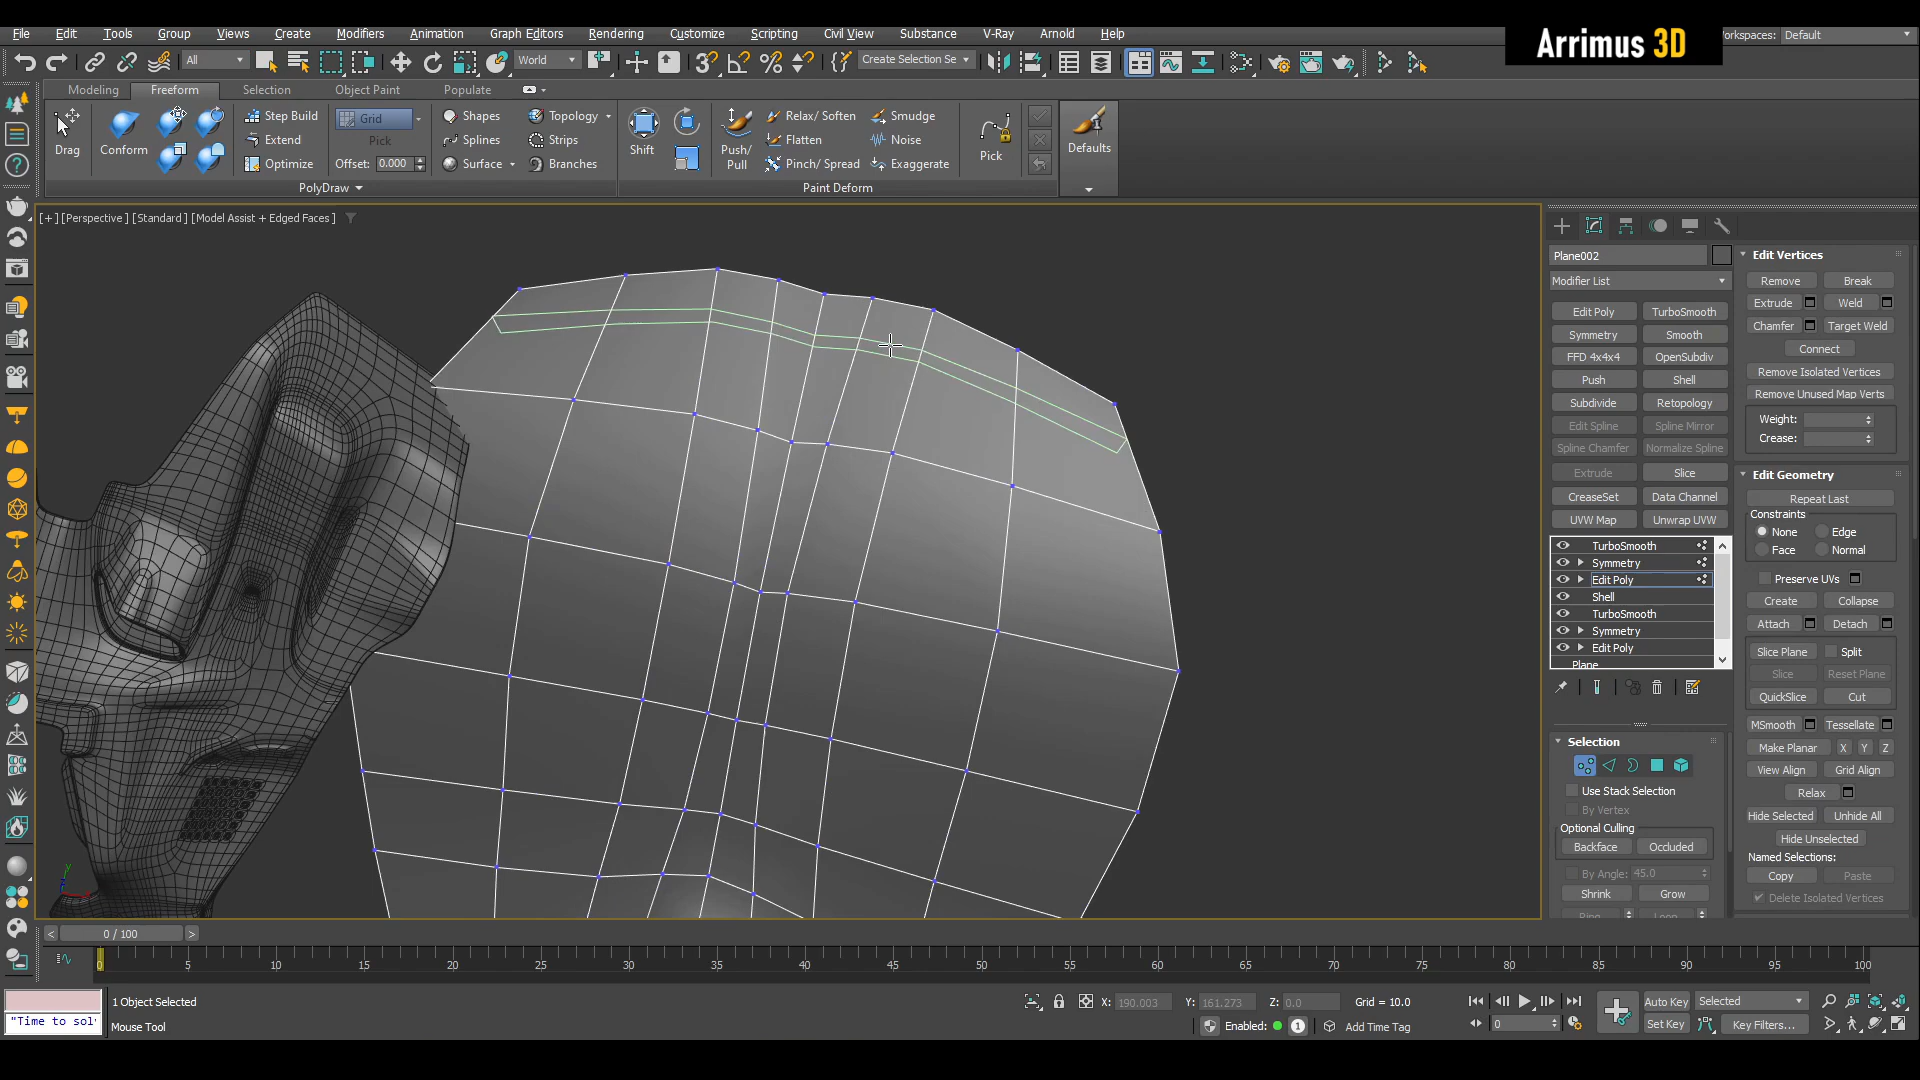 File Edit Tools Group Views Create Modifiers Animation Graph Editors Rendering Customize Scripting Civil View Substance V-Ray Arnold Help
Arrimus 3D
Workspaces: Default
All World Create Selection Se
Modeling Freeform Selection Object Paint Populate
Drag Conform
Step Build
Extend
Optimize
Grid
Pick
Offset: 0.000
Shapes
Splines
Surface
Topology
Strips
Branches
PolyDraw
Shift
Push/
Pull
Relax/ Soften
Flatten
Pinch/ Spread
Smudge
Noise
Exaggerate
Pick
Paint Deform
Defaults
[+] [Perspective] [Standard] [Model Assist + Edged Faces]
Plane002
Modifier List
Edit Poly TurboSmooth
Symmetry Smooth
FFD 4x4x4 OpenSubdiv
Push Shell
Subdivide Retopology
Edit Spline Spline Mirror
Spline Chamfer Normalize Spline
Extrude Slice
CreaseSet Data Channel
UVW Map Unwrap UVW
TurboSmooth
Symmetry
Edit Poly
Shell
TurboSmooth
Symmetry
Edit Poly
Plane
Selection
Use Stack Selection
By Vertex
Optional Culling
Backface Occluded
By Angle: 45.0
Shrink Grow
Ring Loop
Edit Vertices
Remove Break
Extrude Weld
Chamfer Target Weld
Connect
Remove Isolated Vertices
Remove Unused Map Verts
Weight:
Crease:
Edit Geometry
Repeat Last
Constraints
None Edge
Face Normal
Preserve UVs
Create Collapse
Attach Detach
Slice Plane Split
Slice Reset Plane
QuickSlice Cut
MSmooth Tessellate
Make Planar X Y Z
View Align Grid Align
Relax
Hide Selected Unhide All
Hide Unselected
Named Selections:
Copy Paste
Delete Isolated Vertices
< 0 / 100 >
0 5 10 15 20 25 30 35 40 45 50 55 60 65 70 75 80 85 90 95 100
1 Object Selected
"Time to sol
Mouse Tool
X: 190.003 Y: 161.273 Z: 0.0 Grid = 10.0
Enabled: 1 Add Time Tag
0
Auto Key Selected
Set Key Key Filters...